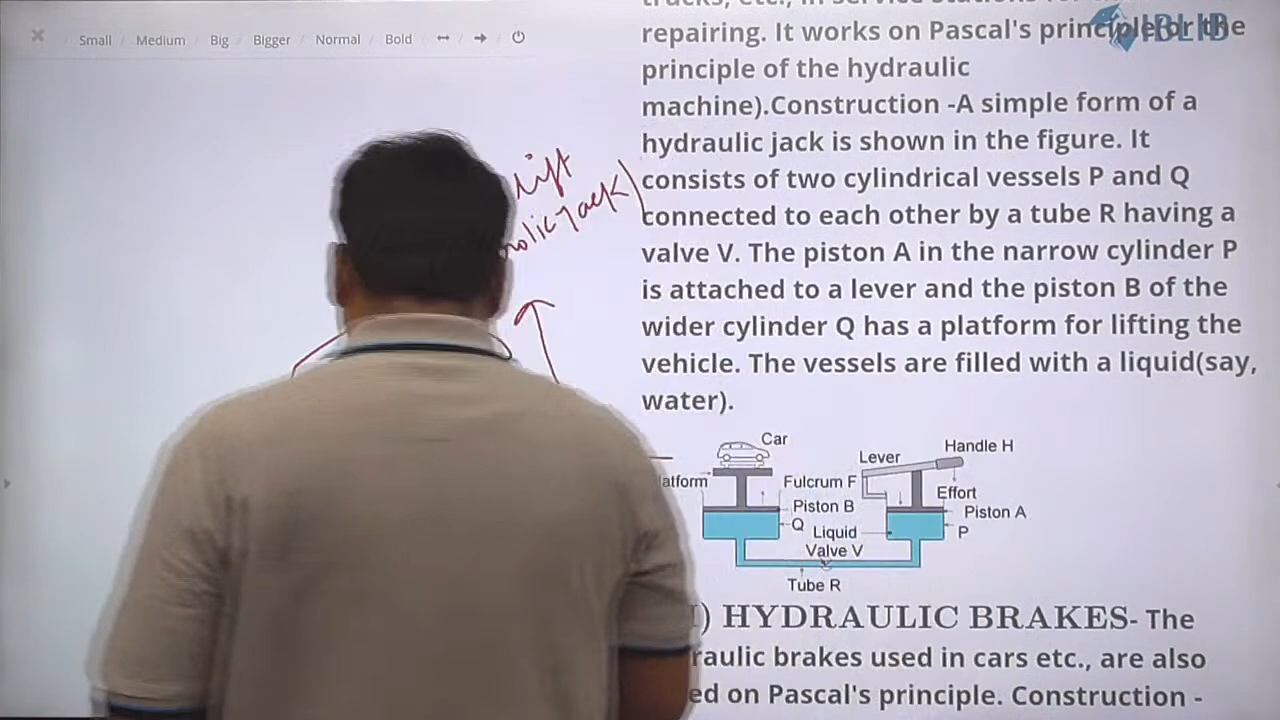 Small / Medium / Big / Bigger / Normal / Bold
IBLIB
repairing. It works on Pascal's principle(or the
principle of the hydraulic
machine).Construction -A simple form of a
hydraulic jack is shown in the figure. It
consists of two cylindrical vessels P and Q
connected to each other by a tube R having a
valve V. The piston A in the narrow cylinder P
is attached to a lever and the piston B of the
wider cylinder Q has a platform for lifting the
vehicle. The vessels are filled with a liquid(say,
water).
lift
olic Jack)
Car
Handle H
Lever
atform
Fulcrum F
Effort
Piston B
Piston A
Q
Liquid
P
Valve V
Tube R
) HYDRAULIC BRAKES- The
raulic brakes used in cars etc., are also
ed on Pascal's principle. Construction -